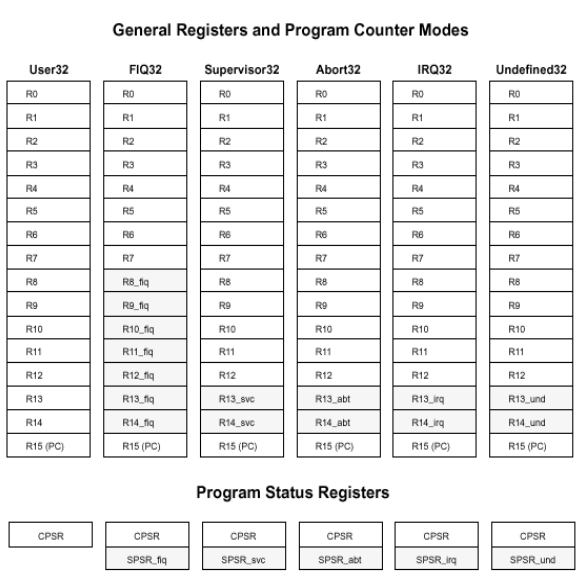 General Registers and Program Counter Modes
User32 FIQ32 Supervisor32 Abort32 IRQ32 Undefined32
R0 R0 R0 R0 R0 R0
R1 R1 R1 R1 R1 R1
R2 R2 R2 R2 R2 R2
R3 R3 R3 R3 R3 R3
R4 R4 R4 R4 R4 R4
R5 R5 R5 R5 R5 R5
R6 R6 R6 R6 R6 R6
R7 R7 R7 R7 R7 R7
R8 R8_fiq R8 R8 R8 R8
R9 R9_fiq R9 R9 R9 R9
R10 R10_fiq R10 R10 R10 R10
R11 R11_fiq R11 R11 R11 R11
R12 R12_fiq R12 R12 R12 R12
R13 R13_fiq R13_svc R13_abt R13_irq R13_und
R14 R14_fiq R14_svc R14_abt R14_irq R14_und
R15 (PC) R15 (PC) R15 (PC) R15 (PC) R15 (PC) R15 (PC)
Program Status Registers
CPSR CPSR CPSR CPSR CPSR CPSR
SPSR_fiq SPSR_svc SPSR_abt SPSR_irq SPSR_und